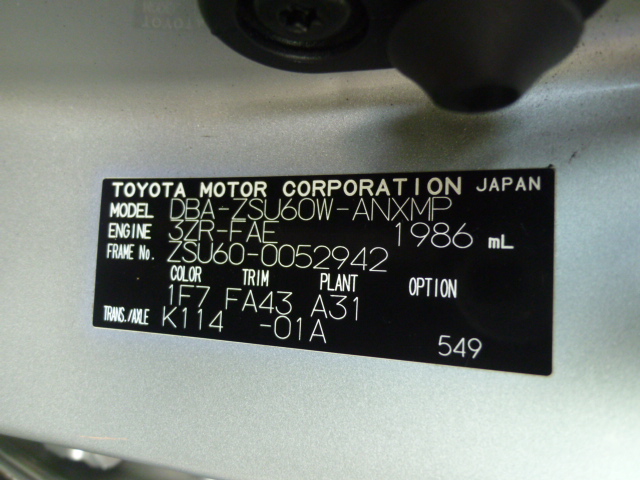 TOYOTA MOTOR CORPORATION JAPAN
MODEL DBA-ZSU60W-ANXMP
ENGINE 3ZR-FAE 1986 mL
FRAME No. ZSU60-0052942
COLOR TRIM PLANT OPTION
1F7 FA43 A31
TRANS./AXLE K114 -01A
549